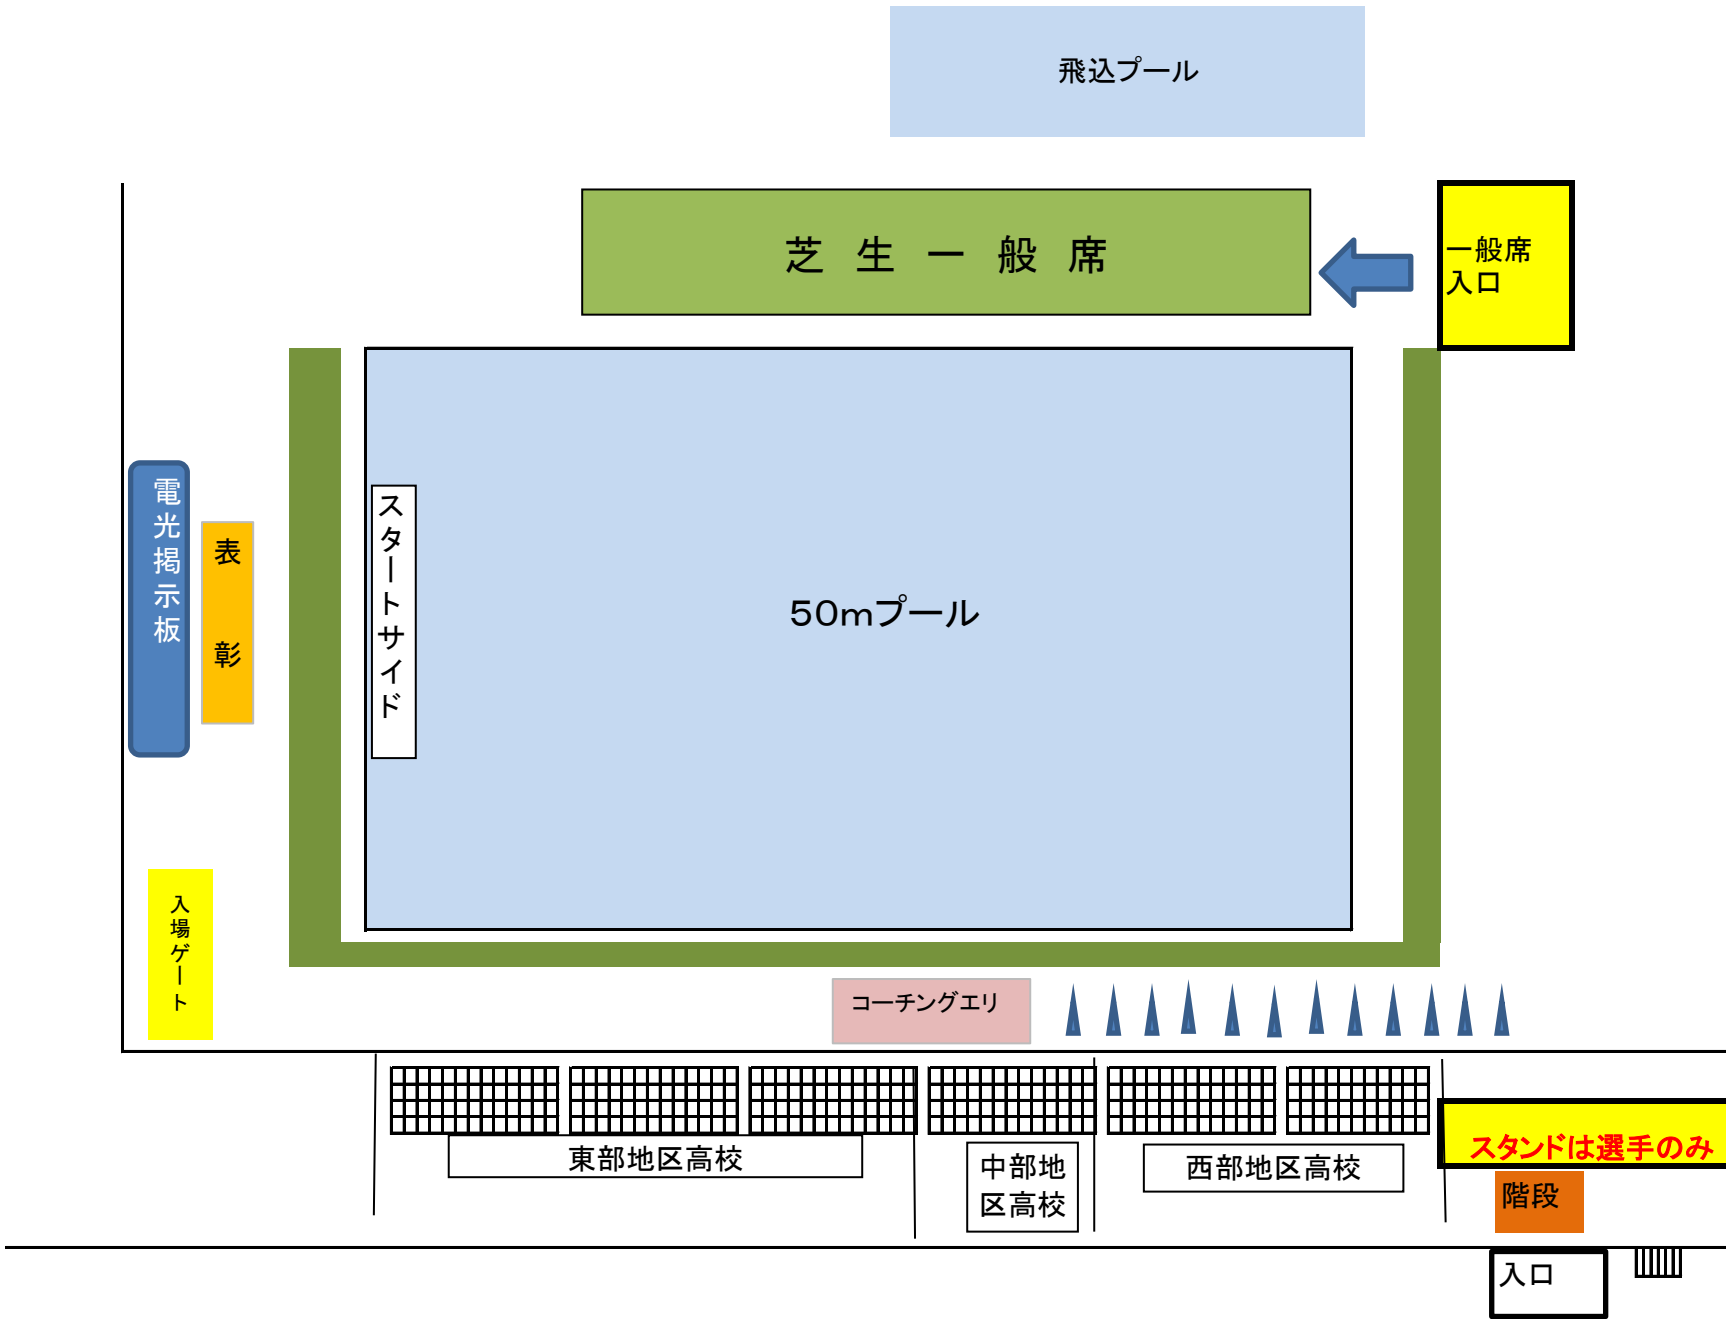 飛込プール
芝生一般席
一般席
入口
電光掲示板
表彰
スタートサイド
50mプール
入場ゲート
コーチングエリ
東部地区高校
中部地
区高校
西部地区高校
スタンドは選手のみ
階段
入口